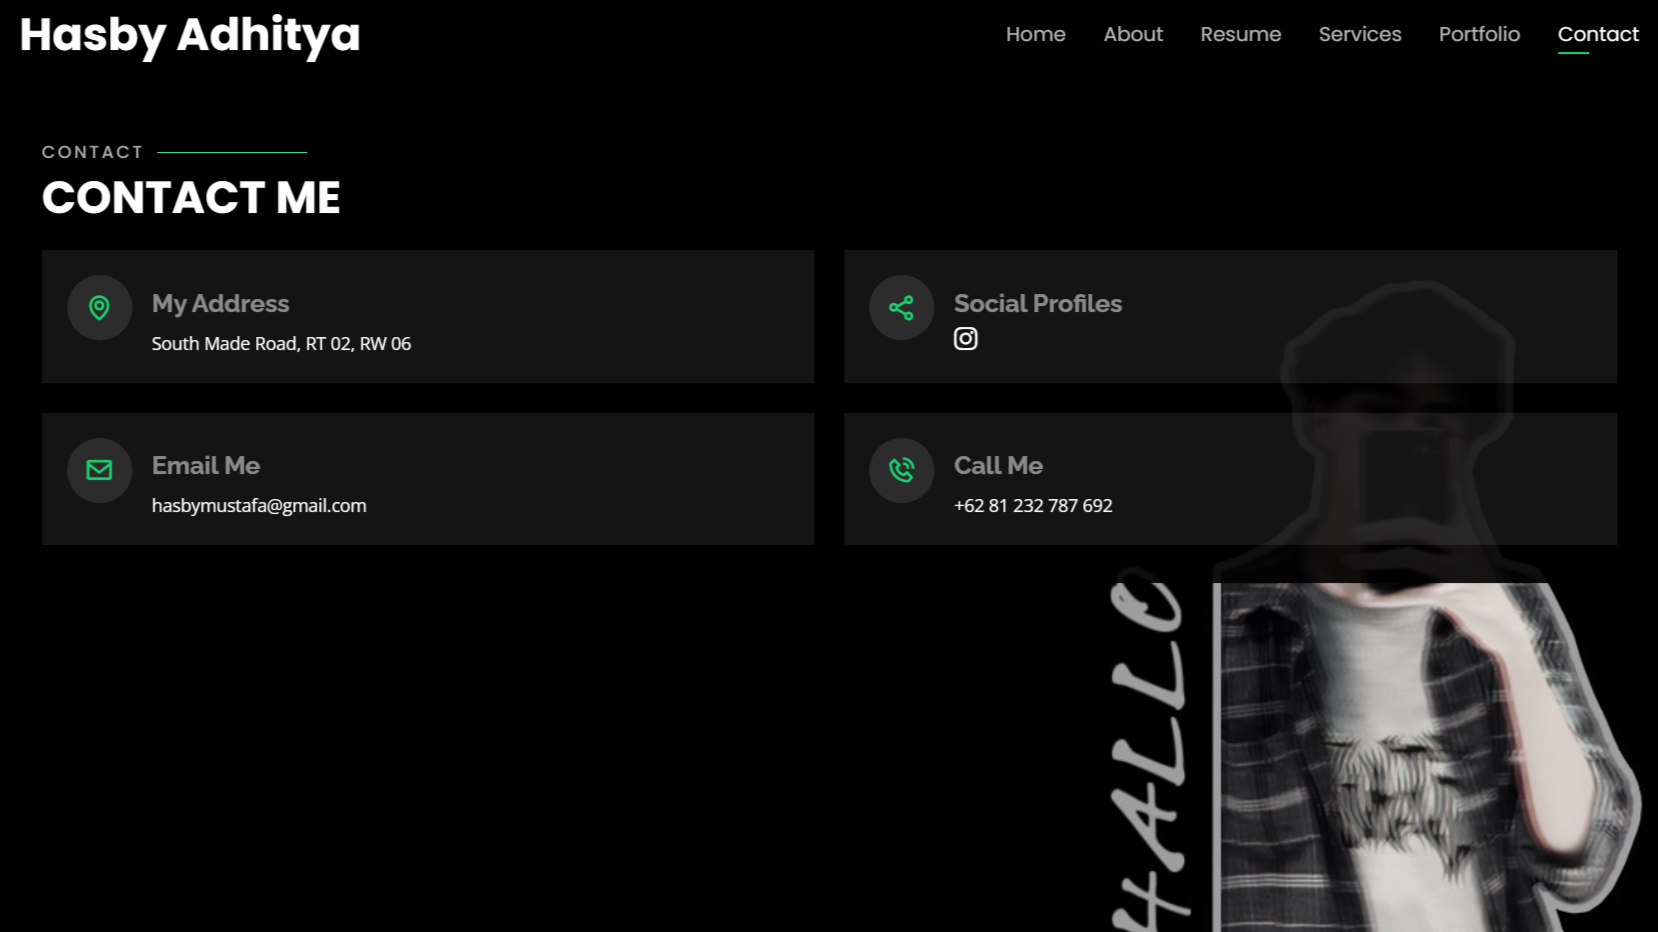 Hasby Adhitya
Home About Resume Services Portfolio Contact
CONTACT
CONTACT ME
My Address
South Made Road, RT 02, RW 06
Social Profiles
Email Me
hasbymustafa@gmail.com
Call Me
+62 81 232 787 692
HALLO